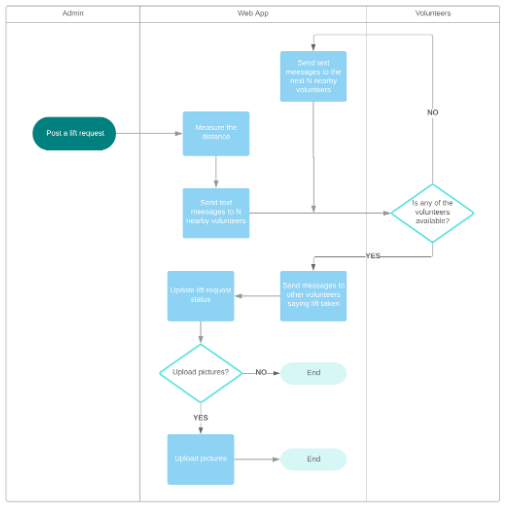 Admin
Web App
Volunteers
Send text
meesages to the
next N nearby
volunteers
NO
Post a lift request
Measure the
distance
Send text
meesages to N
nearby volunteers
Is any of the
volunteers
available?
YES
Update lift request
status
Send messages to
other volunteers
saying lift taken
Upload pictures?
NO
End
YES
Upload pictures
End